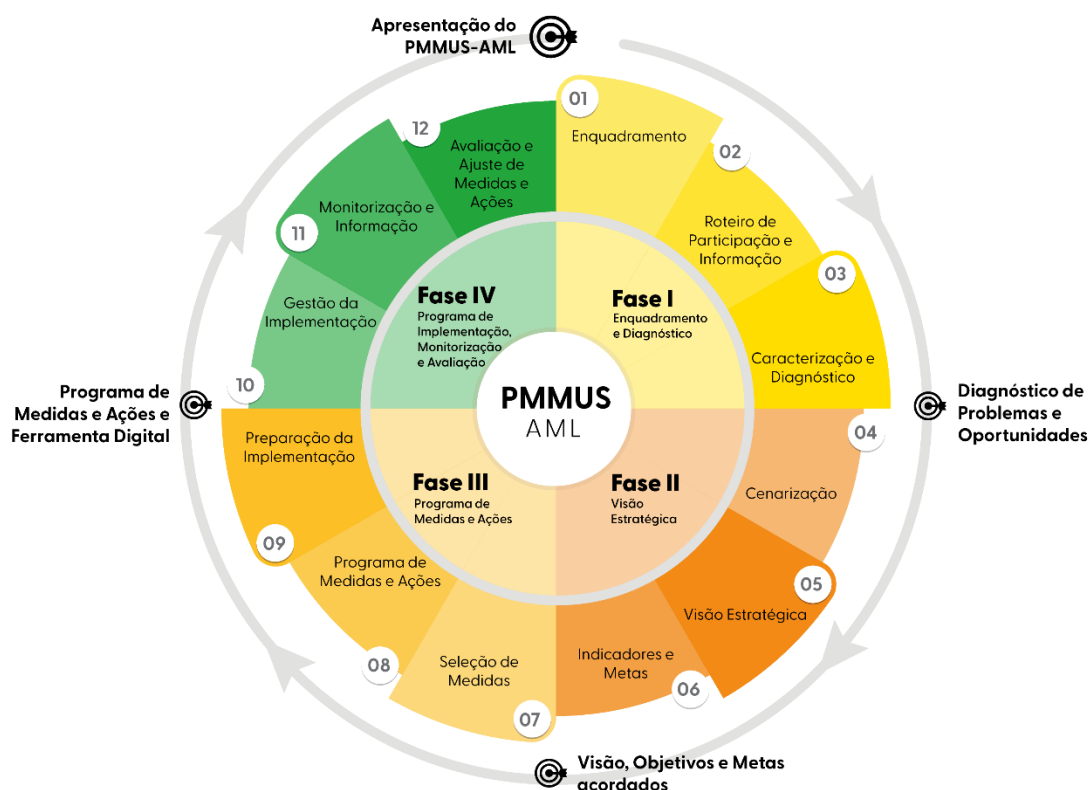 Apresentação do
PMMUS-AML
01
Enquadramento
02
Roteiro de
Participação e
Informação
03
Caracterização e
Diagnóstico
Diagnóstico de
Problemas e
Oportunidades
04
Cenarização
05
Visão Estratégica
06
Indicadores e
Metas
Visão, Objetivos e Metas
acordados
07
Seleção de
Medidas
08
Programa de
Medidas e Ações
09
Preparação da
Implementação
Programa de
Medidas e Ações e
Ferramenta Digital
10
Gestão da
Implementação
11
Monitorização e
Informação
12
Avaliação e
Ajuste de
Medidas e
Ações
Fase I
Enquadramento
e Diagnóstico
Fase II
Visão
Estratégica
Fase III
Programa de
Medidas e Ações
Fase IV
Programa de
Implementação,
Monitorização
e Avaliação
PMMUS
AML